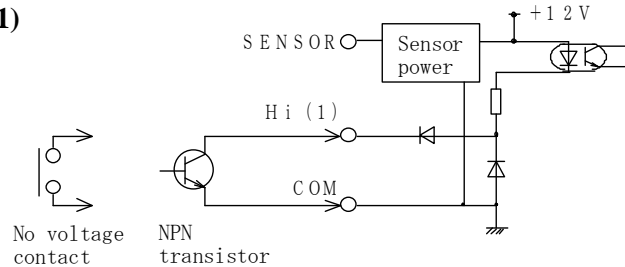 1)
+12V
SENSOR
Sensor
power
Hi (1)
COM
No voltage
contact
NPN
transistor